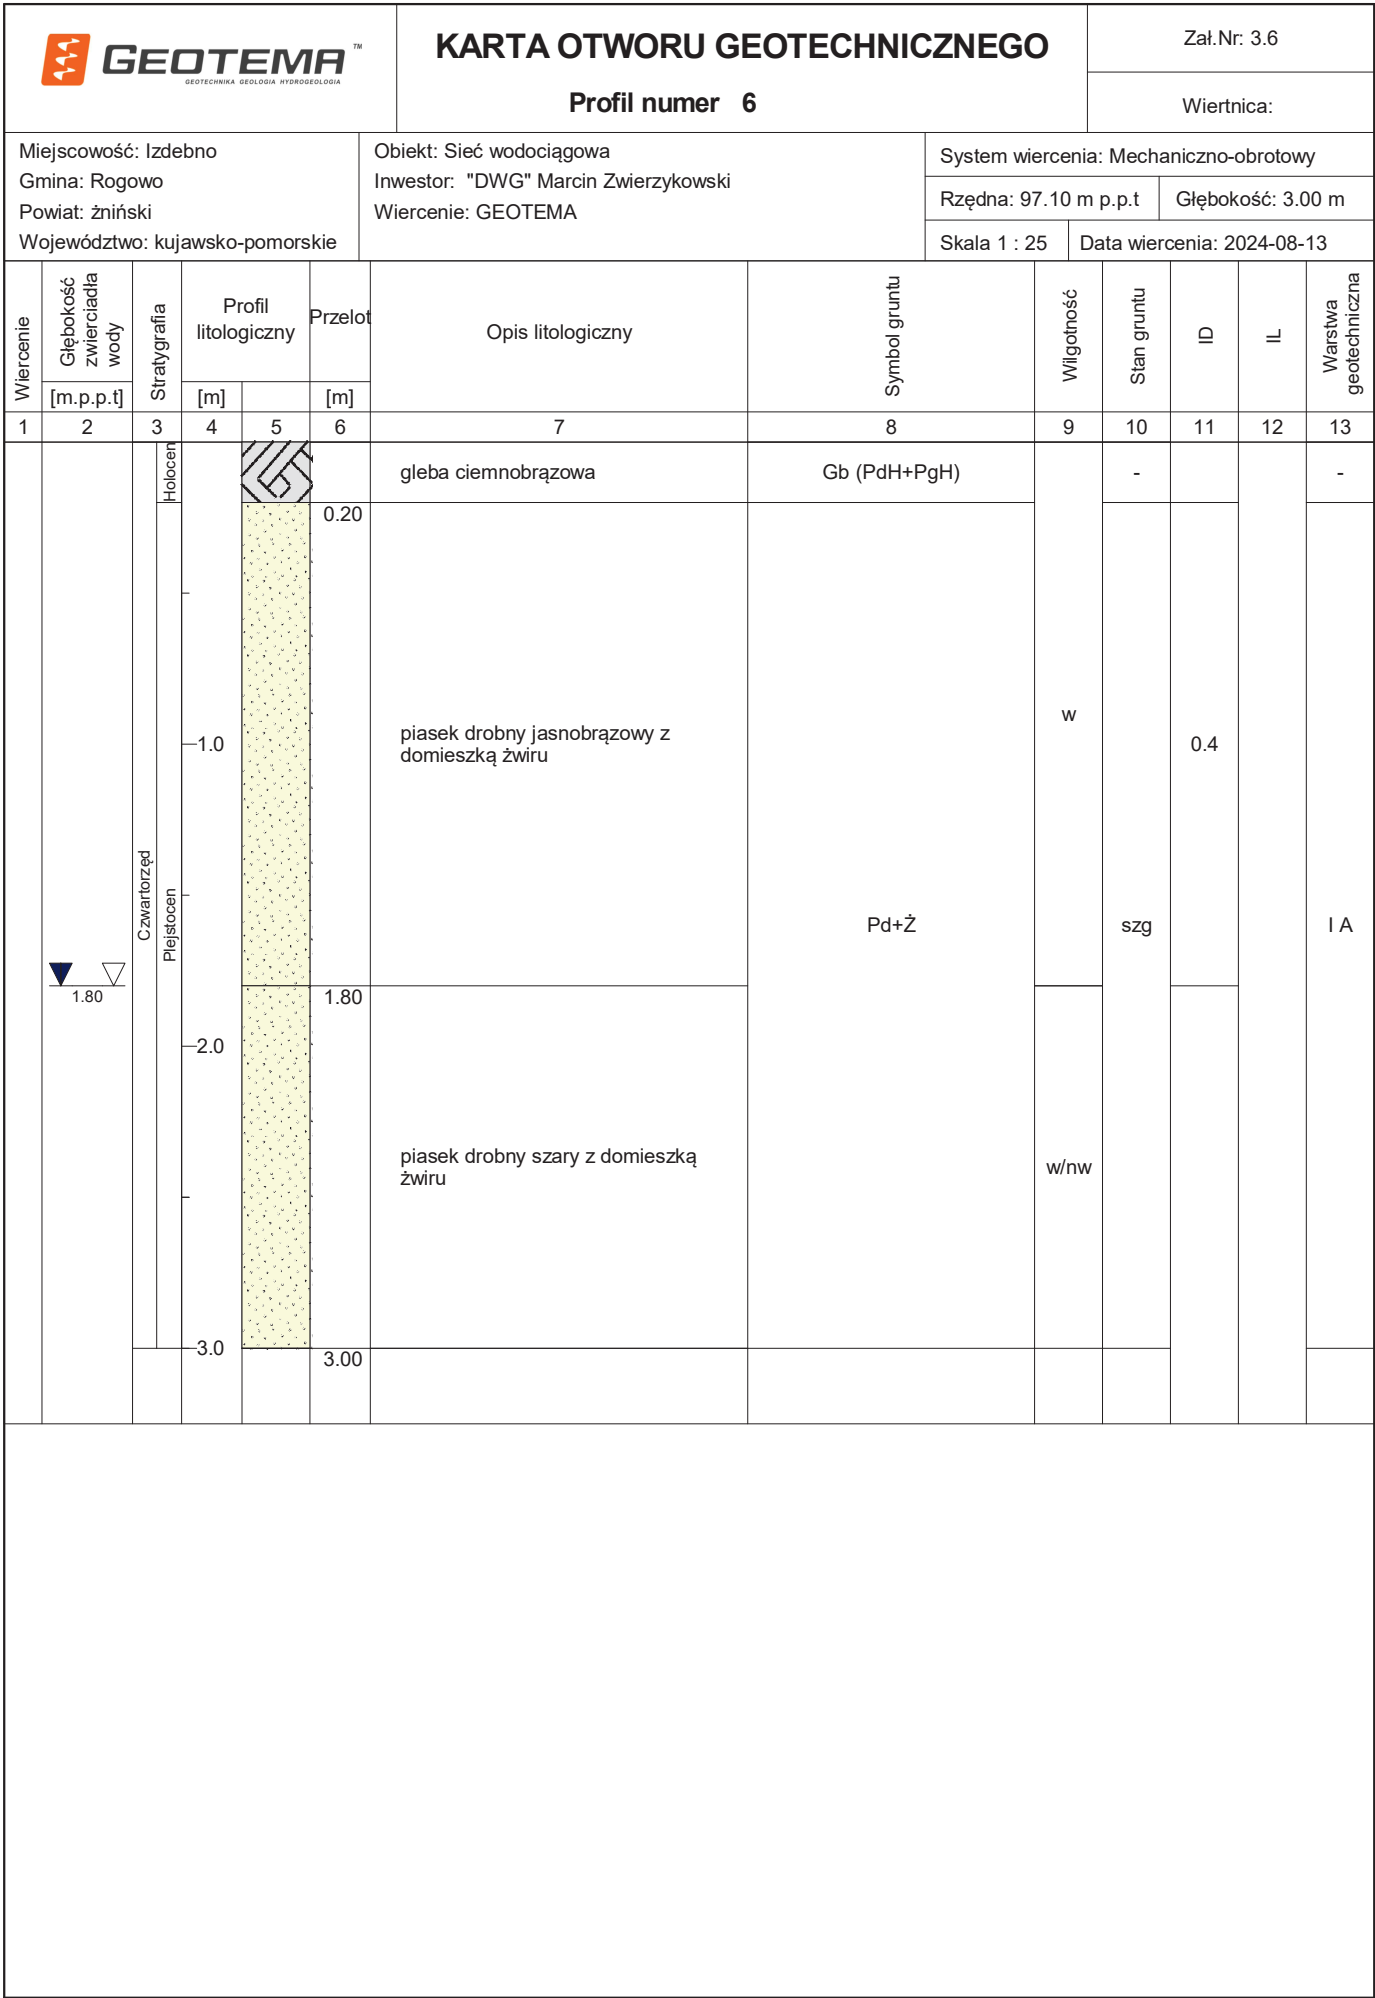 GEOTEMA™
GEOTECHNIKA GEOLOGIA HYDROGEOLOGIA
KARTA OTWORU GEOTECHNICZNEGO
Profil numer 6
Zał.Nr: 3.6
Wiertnica:
Miejscowość: Izdebno
Gmina: Rogowo
Powiat: żniński
Województwo: kujawsko-pomorskie
Obiekt: Sieć wodociągowa
Inwestor: "DWG" Marcin Zwierzykowski
Wiercenie: GEOTEMA
System wiercenia: Mechaniczno-obrotowy
Rzędna: 97.10 m p.p.t
Głębokość: 3.00 m
Skala 1 : 25
Data wiercenia: 2024-08-13
Wiercenie
Głębokość
zwierciadła
wody
[m.p.p.t]
Stratygrafia
Profil
litologiczny
[m]
Przelot
[m]
Opis litologiczny
Symbol gruntu
Wilgotność
Stan gruntu
ID
IL
Warstwa
geotechniczna
1 2 3 4 5 6 7 8 9 10 11 12 13
Holocen
gleba ciemnobrązowa
Gb (PdH+PgH)
-
-
0.20
w
-1.0
piasek drobny jasnobrązowy z
domieszką żwiru
0.4
Czwartorzęd
Plejstocen
Pd+Ż
szg
I A
1.80
1.80
-2.0
piasek drobny szary z domieszką
żwiru
w/nw
-3.0
3.00